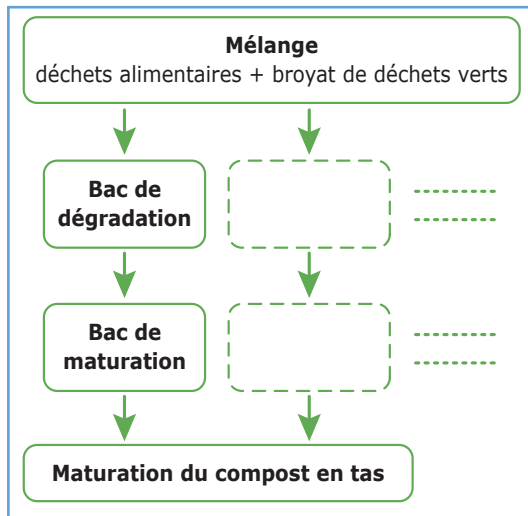 Mélange
déchets alimentaires + broyat de déchets verts
Bac de
dégradation
Bac de
maturation
Maturation du compost en tas